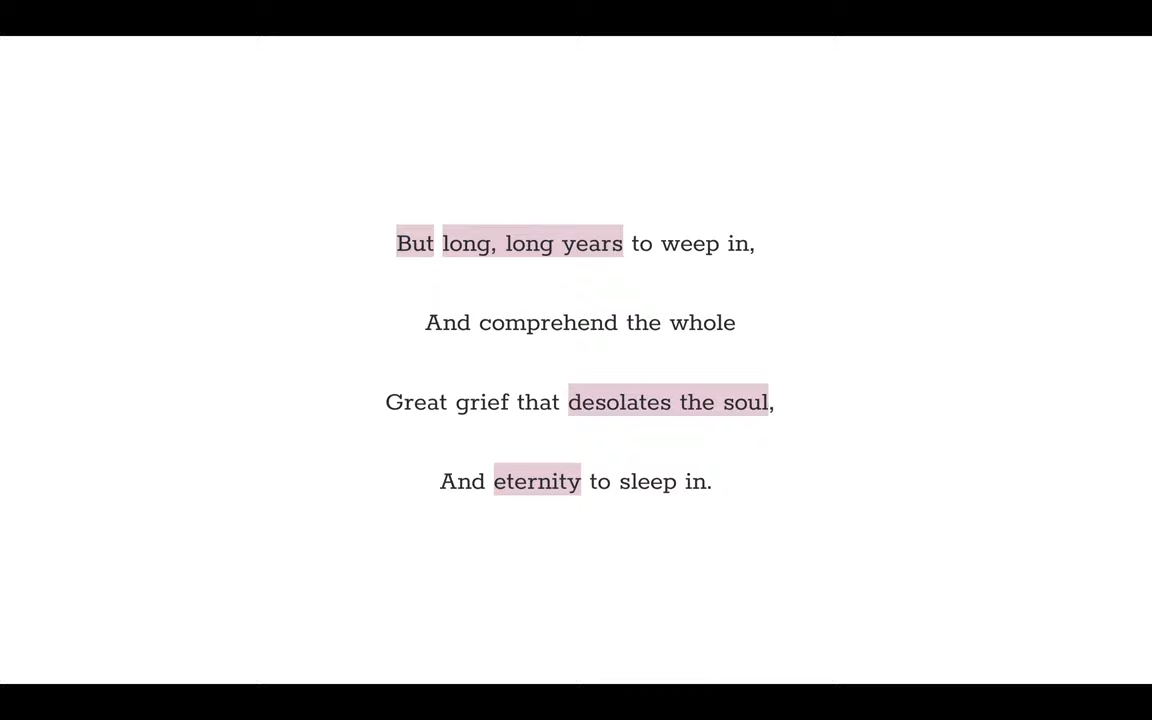 But long, long years to weep in,
And comprehend the whole
Great grief that desolates the soul,
And eternity to sleep in.